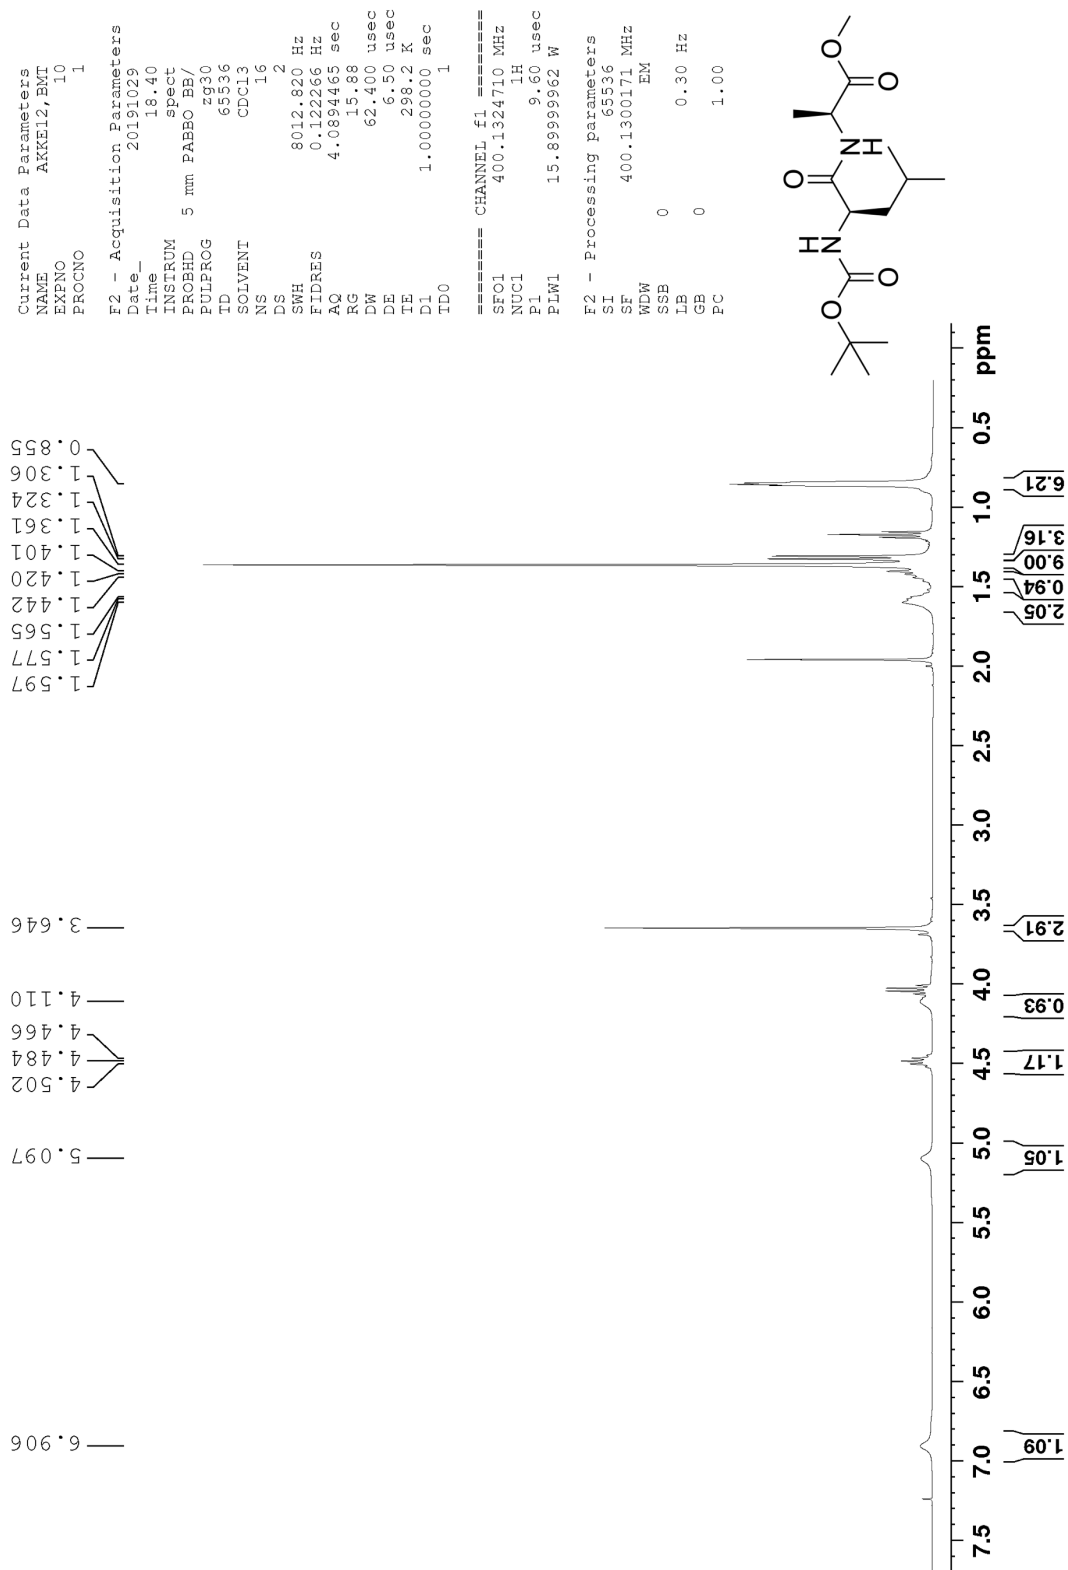 Current Data Parameters
NAME AKKE12,BMT
EXPNO 10
PROCNO 1
F2 - Acquisition Parameters
Date_ 20191029
Time 18.40
INSTRUM spect
PROBHD 5 mm PABBO BB/
PULPROG zg30
TD 65536
SOLVENT CDCl3
NS 16
DS 2
SWH 8012.820 Hz
FIDRES 0.122266 Hz
AQ 4.0894465 sec
RG 15.88
DW 62.400 usec
DE 6.50 usec
TE 298.2 K
D1 1.00000000 sec
TD0 1
======== CHANNEL f1 ========
SFO1 400.1324710 MHz
NUC1 1H
P1 9.60 usec
PLW1 15.89999962 W
F2 - Processing parameters
SI 65536
SF 400.1300171 MHz
WDW EM
SSB 0
LB 0.30 Hz
GB 0
PC 1.00
O
O
H
N
O
N
H
O
O
6.906
5.097
4.502
4.484
4.466
4.110
3.646
1.597
1.577
1.565
1.442
1.420
1.401
1.361
1.324
1.306
0.855
7.5 7.0 6.5 6.0 5.5 5.0 4.5 4.0 3.5 3.0 2.5 2.0 1.5 1.0 0.5 ppm
1.09
1.05
1.17
0.93
2.91
2.05
0.94
9.00
3.16
6.21